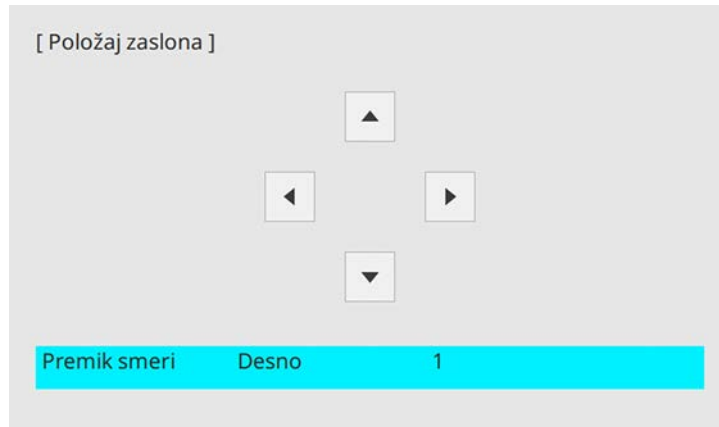 [ Položaj zaslona ]
Premik smeri Desno 1